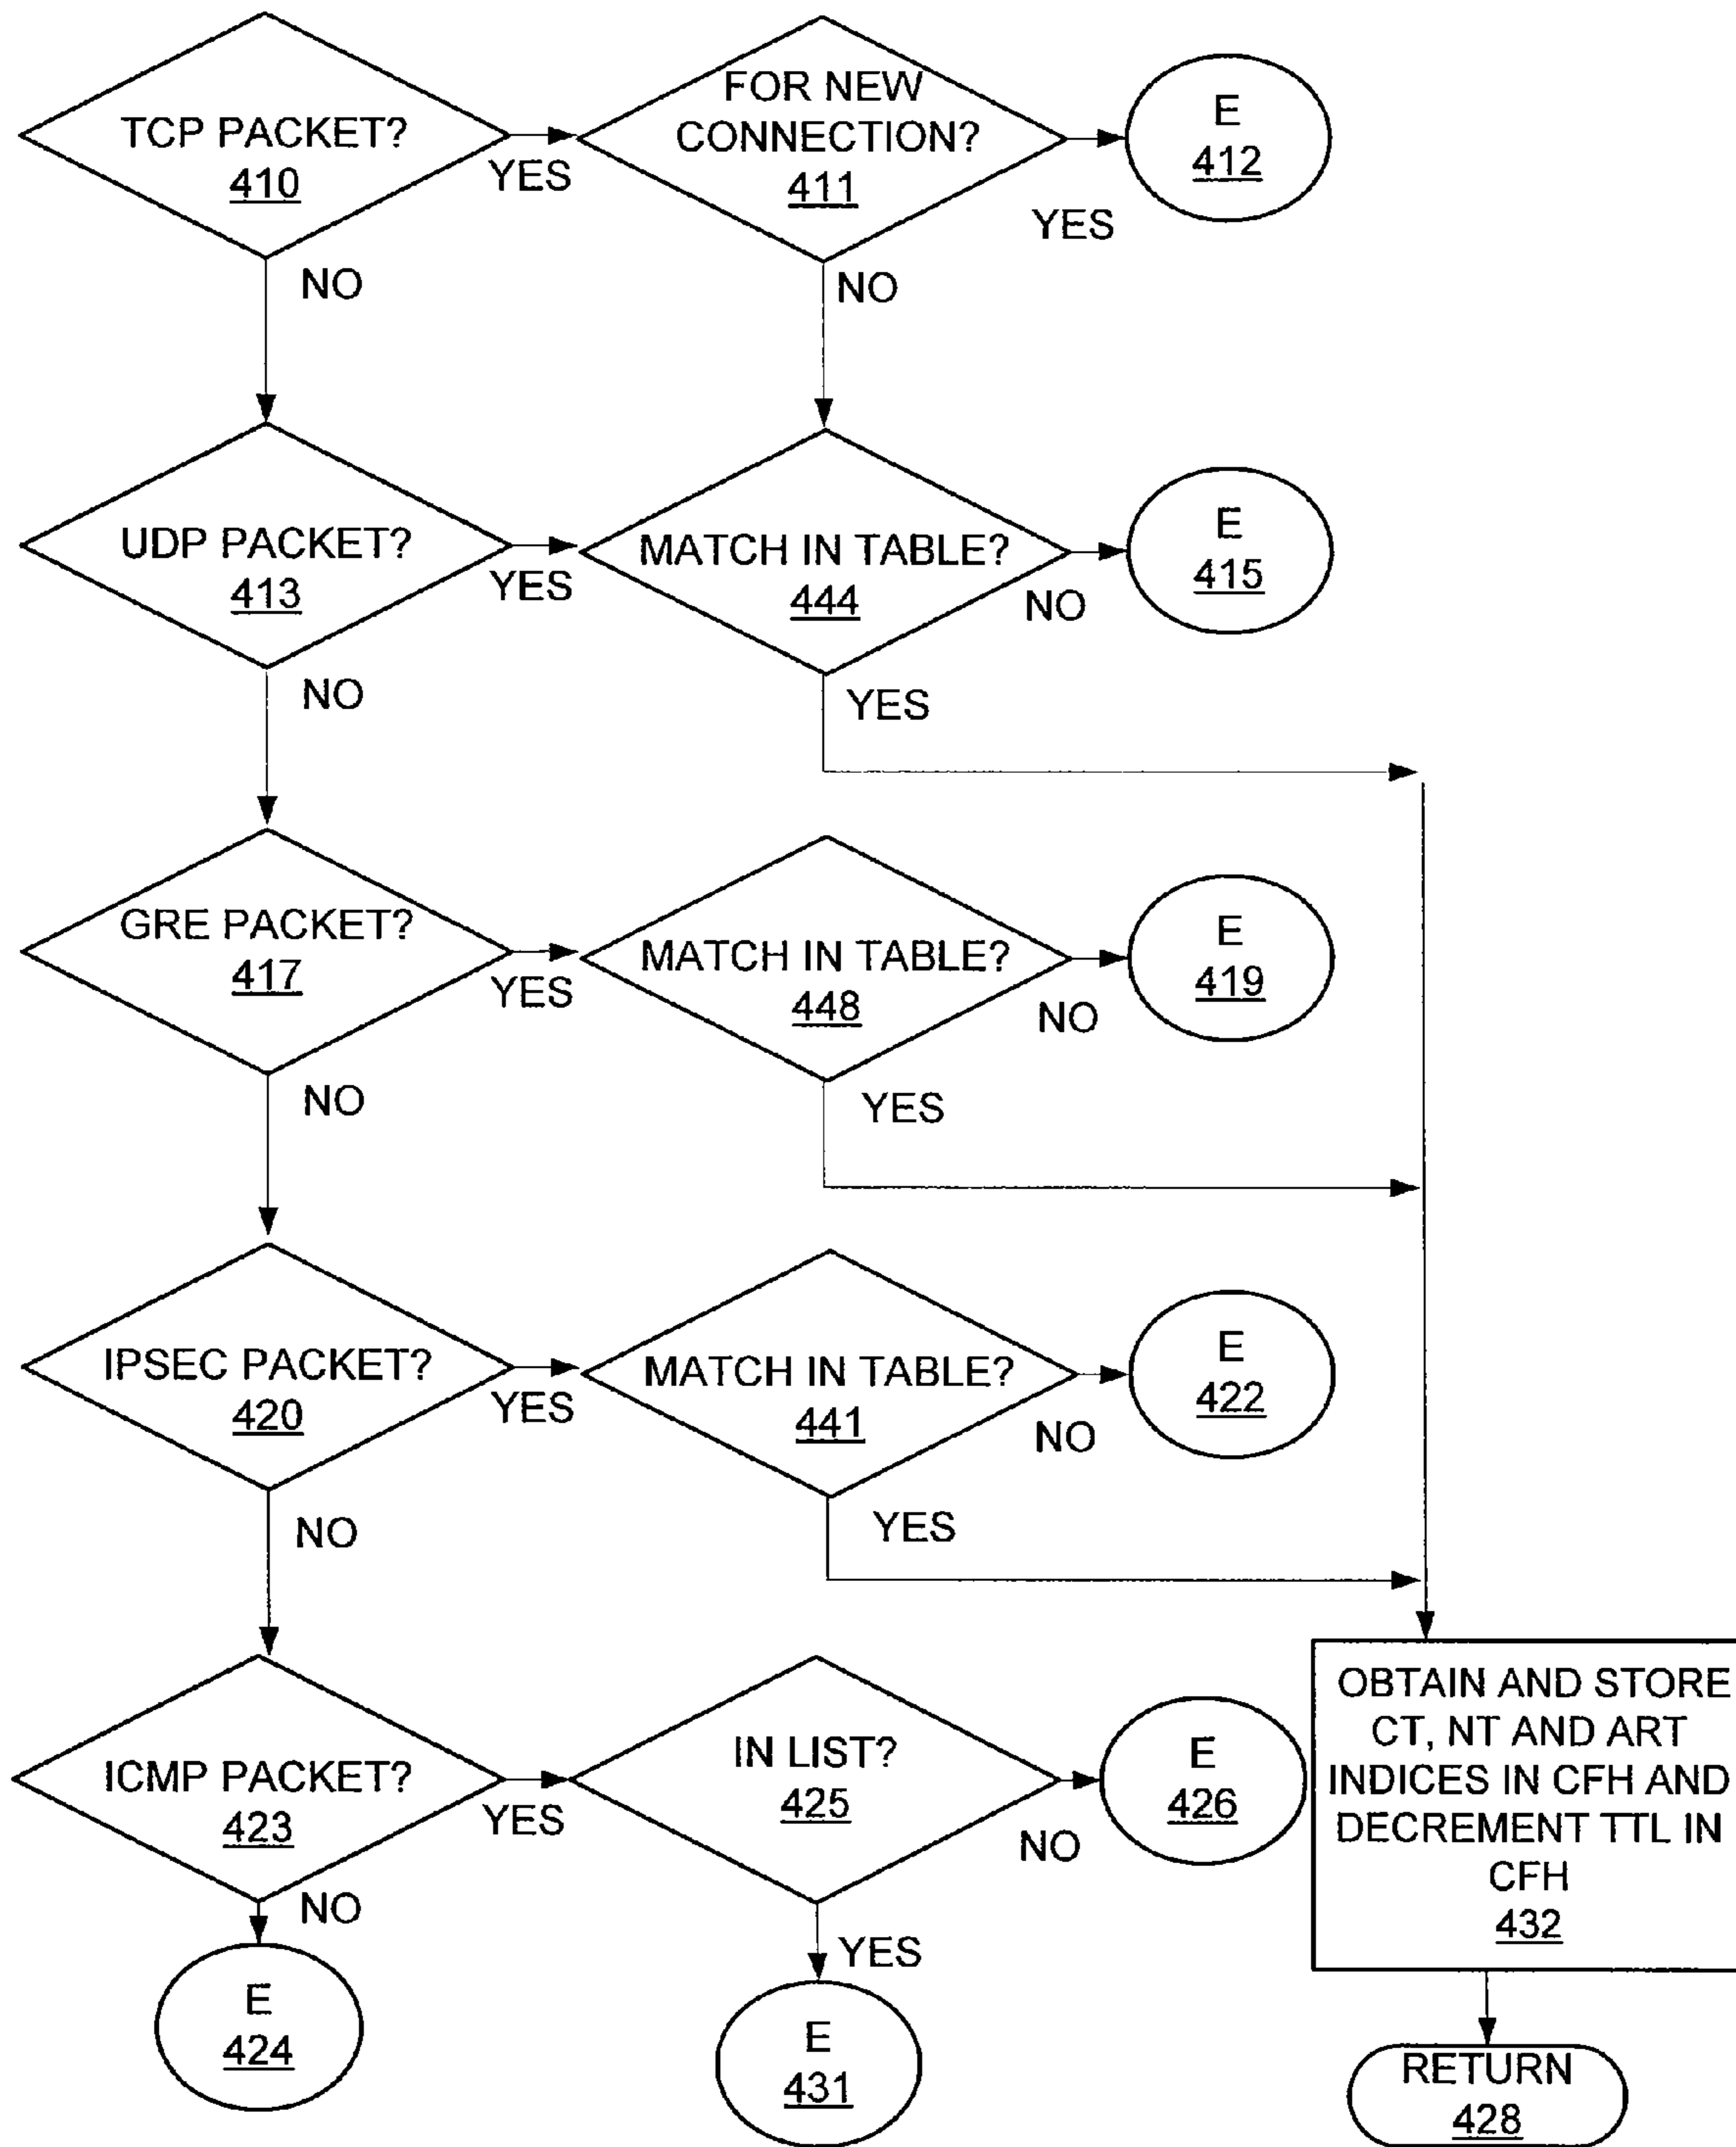 TCP PACKET?
410
YES
NO
FOR NEW
CONNECTION?
411
YES
NO
E
412
UDP PACKET?
413
YES
NO
MATCH IN TABLE?
444
NO
YES
E
415
GRE PACKET?
417
YES
NO
MATCH IN TABLE?
448
NO
YES
E
419
IPSEC PACKET?
420
YES
NO
MATCH IN TABLE?
441
NO
YES
E
422
ICMP PACKET?
423
YES
NO
IN LIST?
425
NO
YES
E
426
E
424
E
431
OBTAIN AND STORE
CT, NT AND ART
INDICES IN CFH AND
DECREMENT TTL IN
CFH
432
RETURN
428